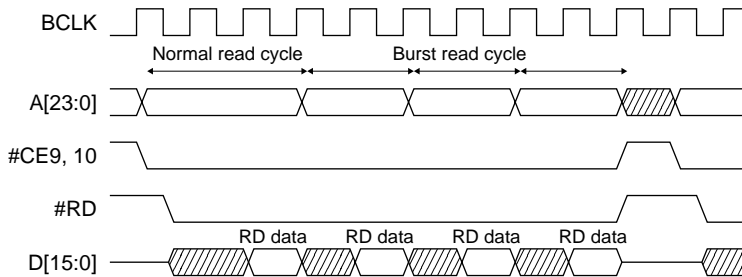 BCLK
Normal read cycle Burst read cycle
A[23:0]
#CE9, 10
#RD
RD data RD data RD data RD data
D[15:0]